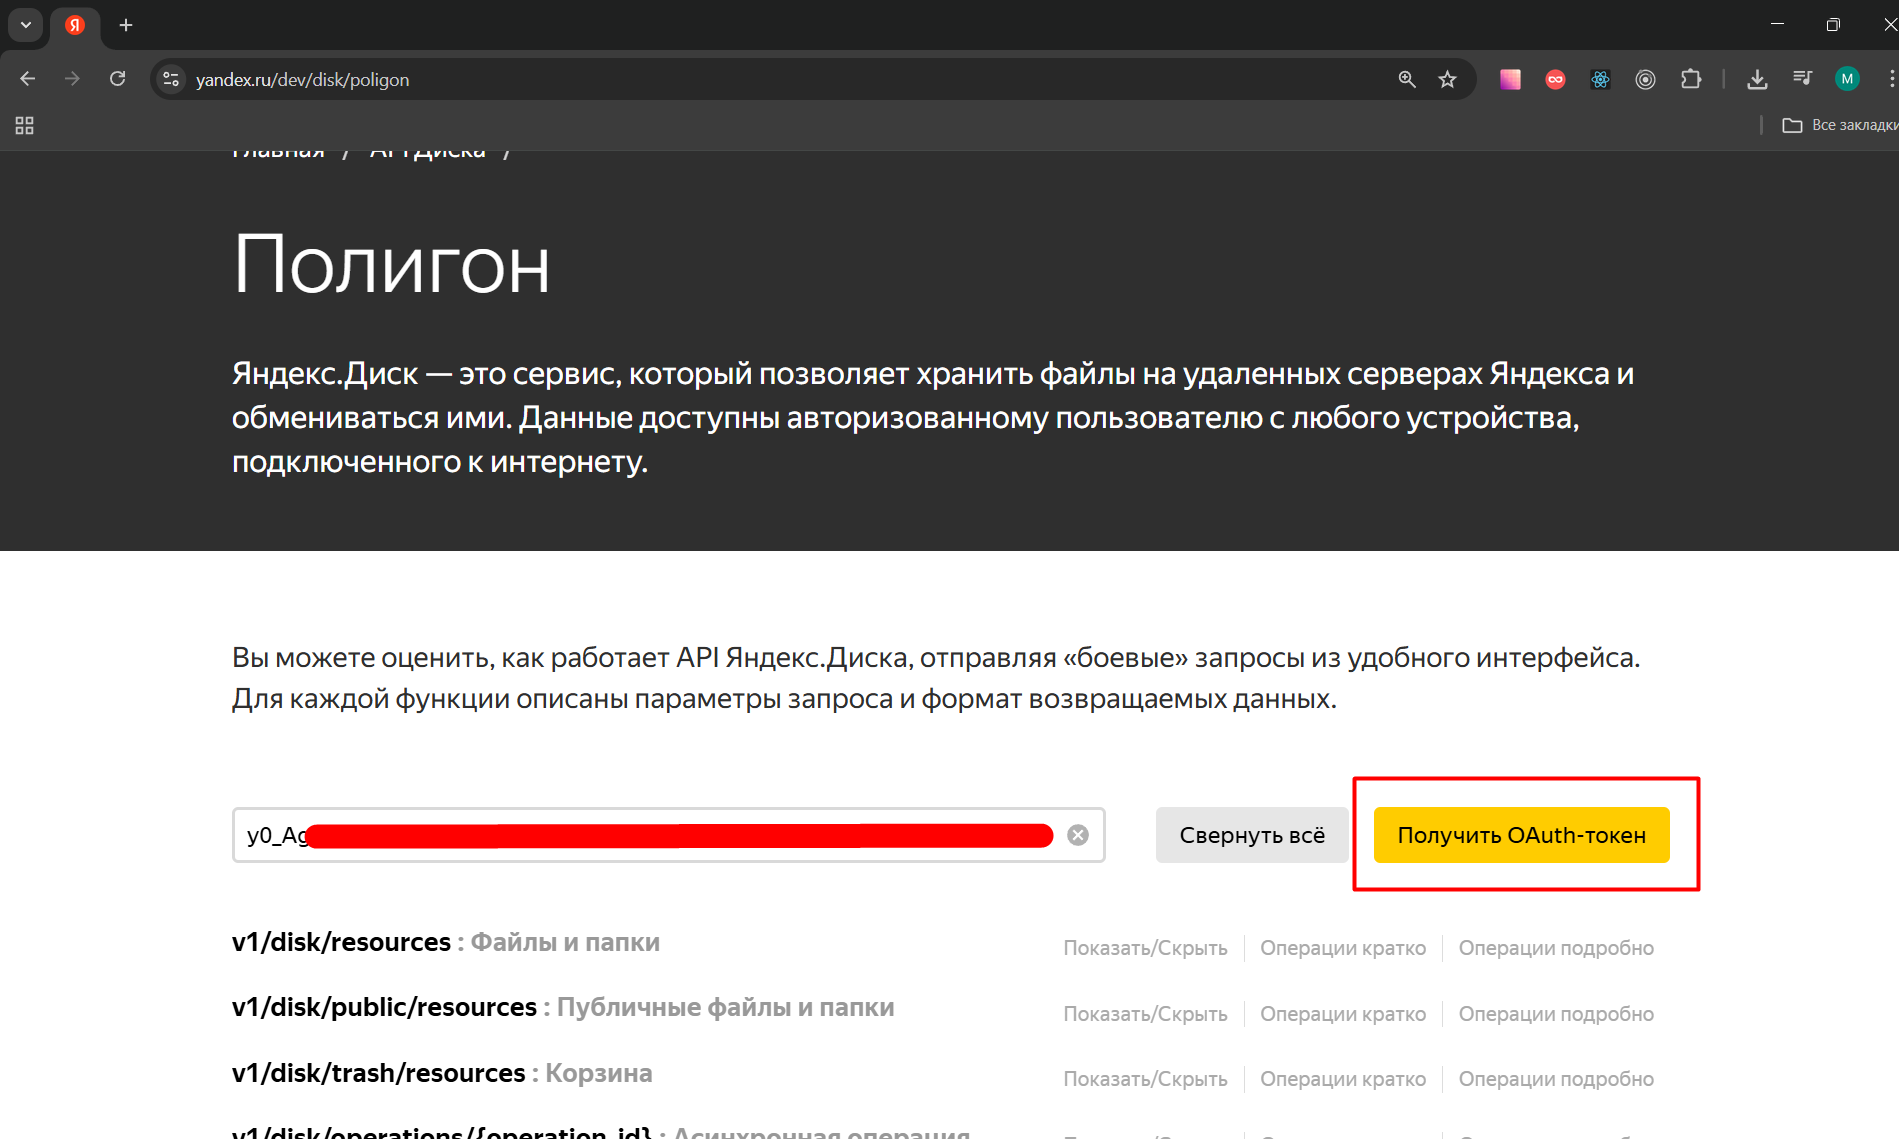 Я
yandex.ru/dev/disk/poligon
M
Все закладки
Главная / API Диска /
Полигон
Яндекс.Диск — это сервис, который позволяет хранить файлы на удаленных серверах Яндекса и
обмениваться ими. Данные доступны авторизованному пользователю с любого устройства,
подключенного к интернету.
Вы можете оценить, как работает API Яндекс.Диска, отправляя «боевые» запросы из удобного интерфейса.
Для каждой функции описаны параметры запроса и формат возвращаемых данных.
y0_Ag
Свернуть всё
Получить OAuth-токен
v1/disk/resources : Файлы и папки
Показать/Скрыть Операции кратко Операции подробно
v1/disk/public/resources : Публичные файлы и папки
Показать/Скрыть Операции кратко Операции подробно
v1/disk/trash/resources : Корзина
Показать/Скрыть Операции кратко Операции подробно
v1/disk/operations/{operation_id} : Асинхронная операция